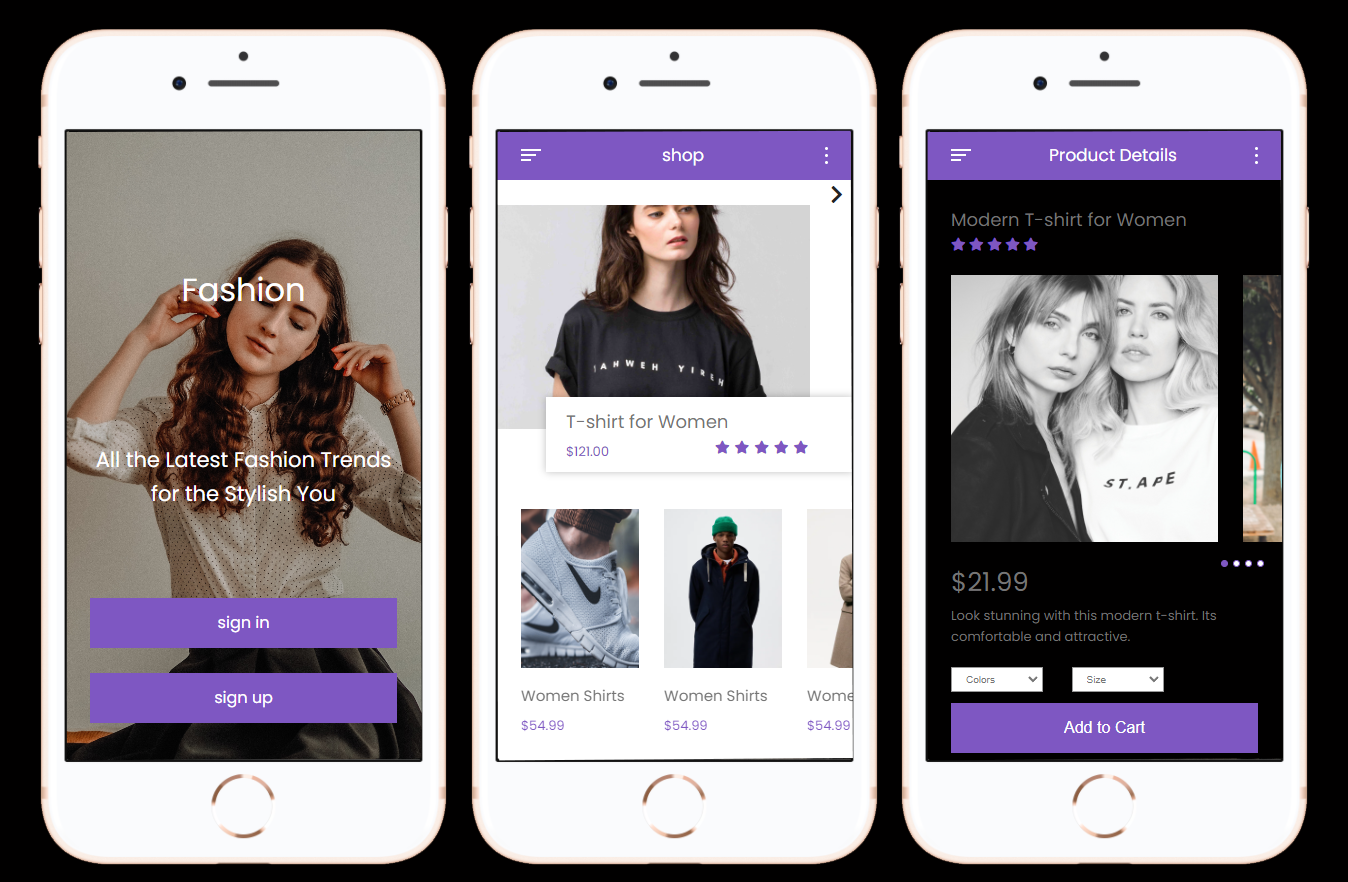 Fashion
All the Latest Fashion Trends
for the Stylish You
sign in
sign up
shop
YIREH
T-shirt for Women
$121.00
Women Shirts
$54.99
Women Shirts
$54.99
Wome
$54.99
Product Details
Modern T-shirt for Women
ST.APE
$21.99
Look stunning with this modern t-shirt. Its
comfortable and attractive.
Colors
Size
Add to Cart